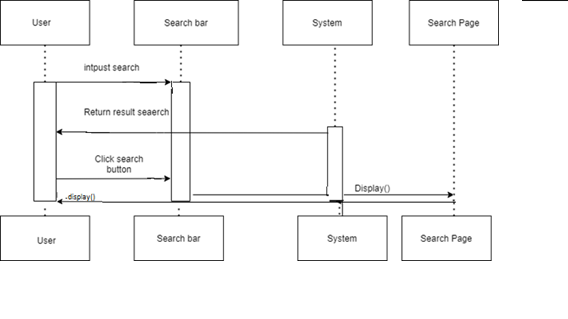 User
Search bar
System
Search Page
intpust search
Return result seaerch
Click search
button
Display()
.display()
User
Search bar
System
Search Page